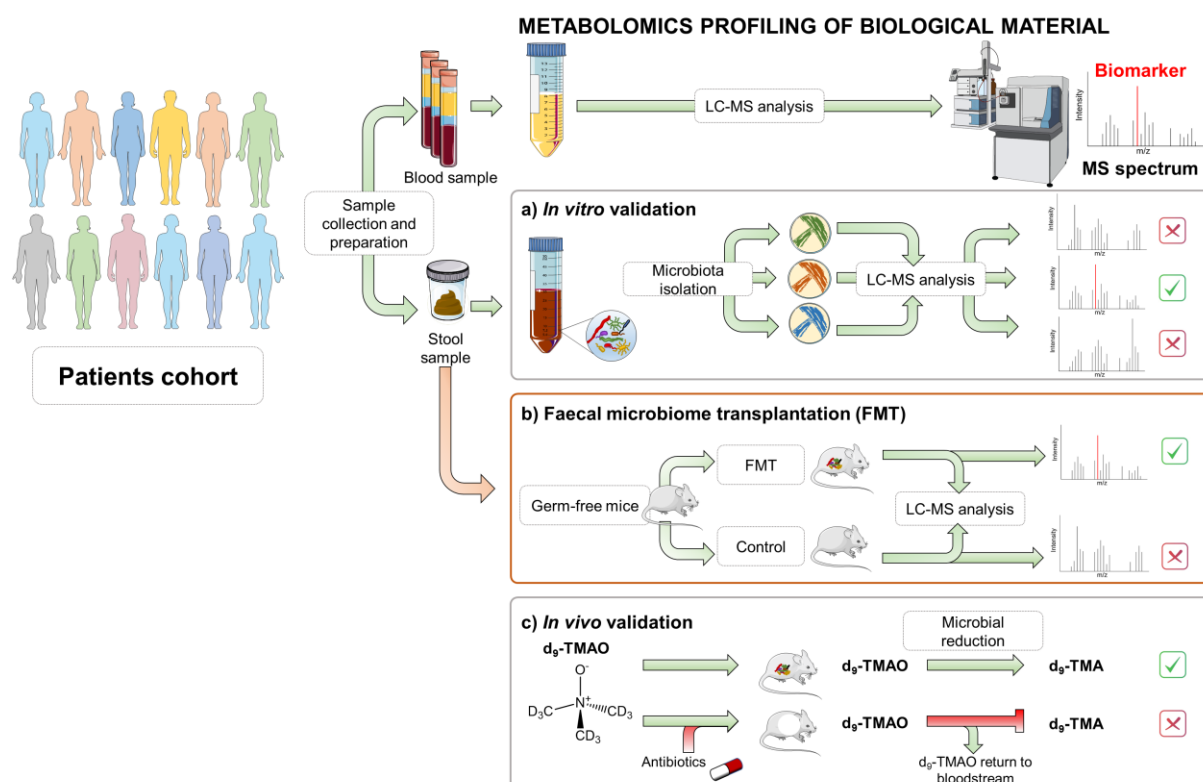 METABOLOMICS PROFILING OF BIOLOGICAL MATERIAL
Blood sample
LC-MS analysis
Biomarker
Intensity
m/z
MS spectrum
Sample
collection and
preparation
Stool
sample
Patients cohort
a) In vitro validation
Microbiota
isolation
LC-MS analysis
Intensity
m/z
Intensity
m/z
Intensity
m/z
b) Faecal microbiome transplantation (FMT)
Germ-free mice
FMT
Control
LC-MS analysis
Intensity
m/z
Intensity
m/z
c) In vivo validation
d₉-TMAO
O⁻
N⁺
D₃C
CD₃
CD₃
Antibiotics
Microbial
reduction
d₉-TMAO
d₉-TMA
d₉-TMAO
d₉-TMA
d₉-TMAO return to
bloodstream